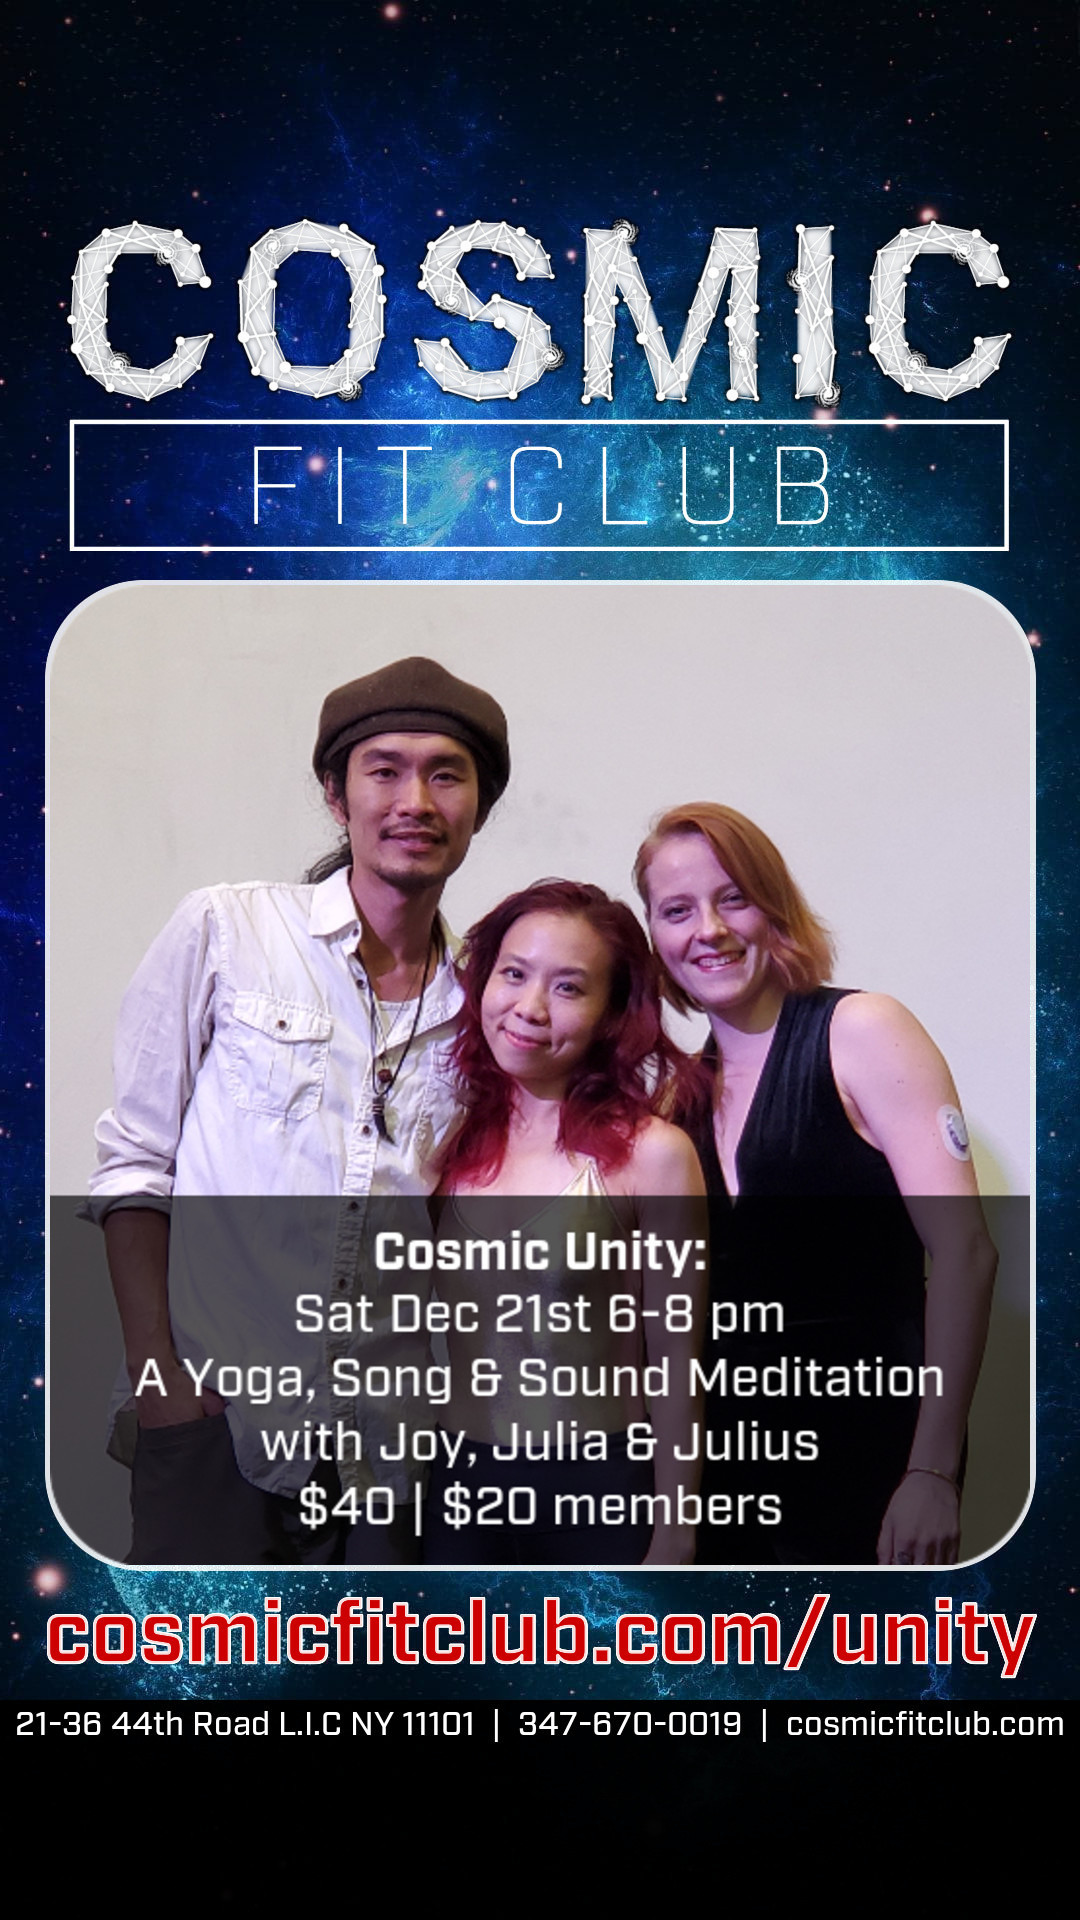 COSMIC
FIT CLUB
Cosmic Unity:
Sat Dec 21st 6-8 pm
A Yoga, Song & Sound Meditation
with Joy, Julia & Julius
$40 | $20 members
cosmicfitclub.com/unity
21-36 44th Road L.I.C NY 11101 | 347-670-0019 | cosmicfitclub.com